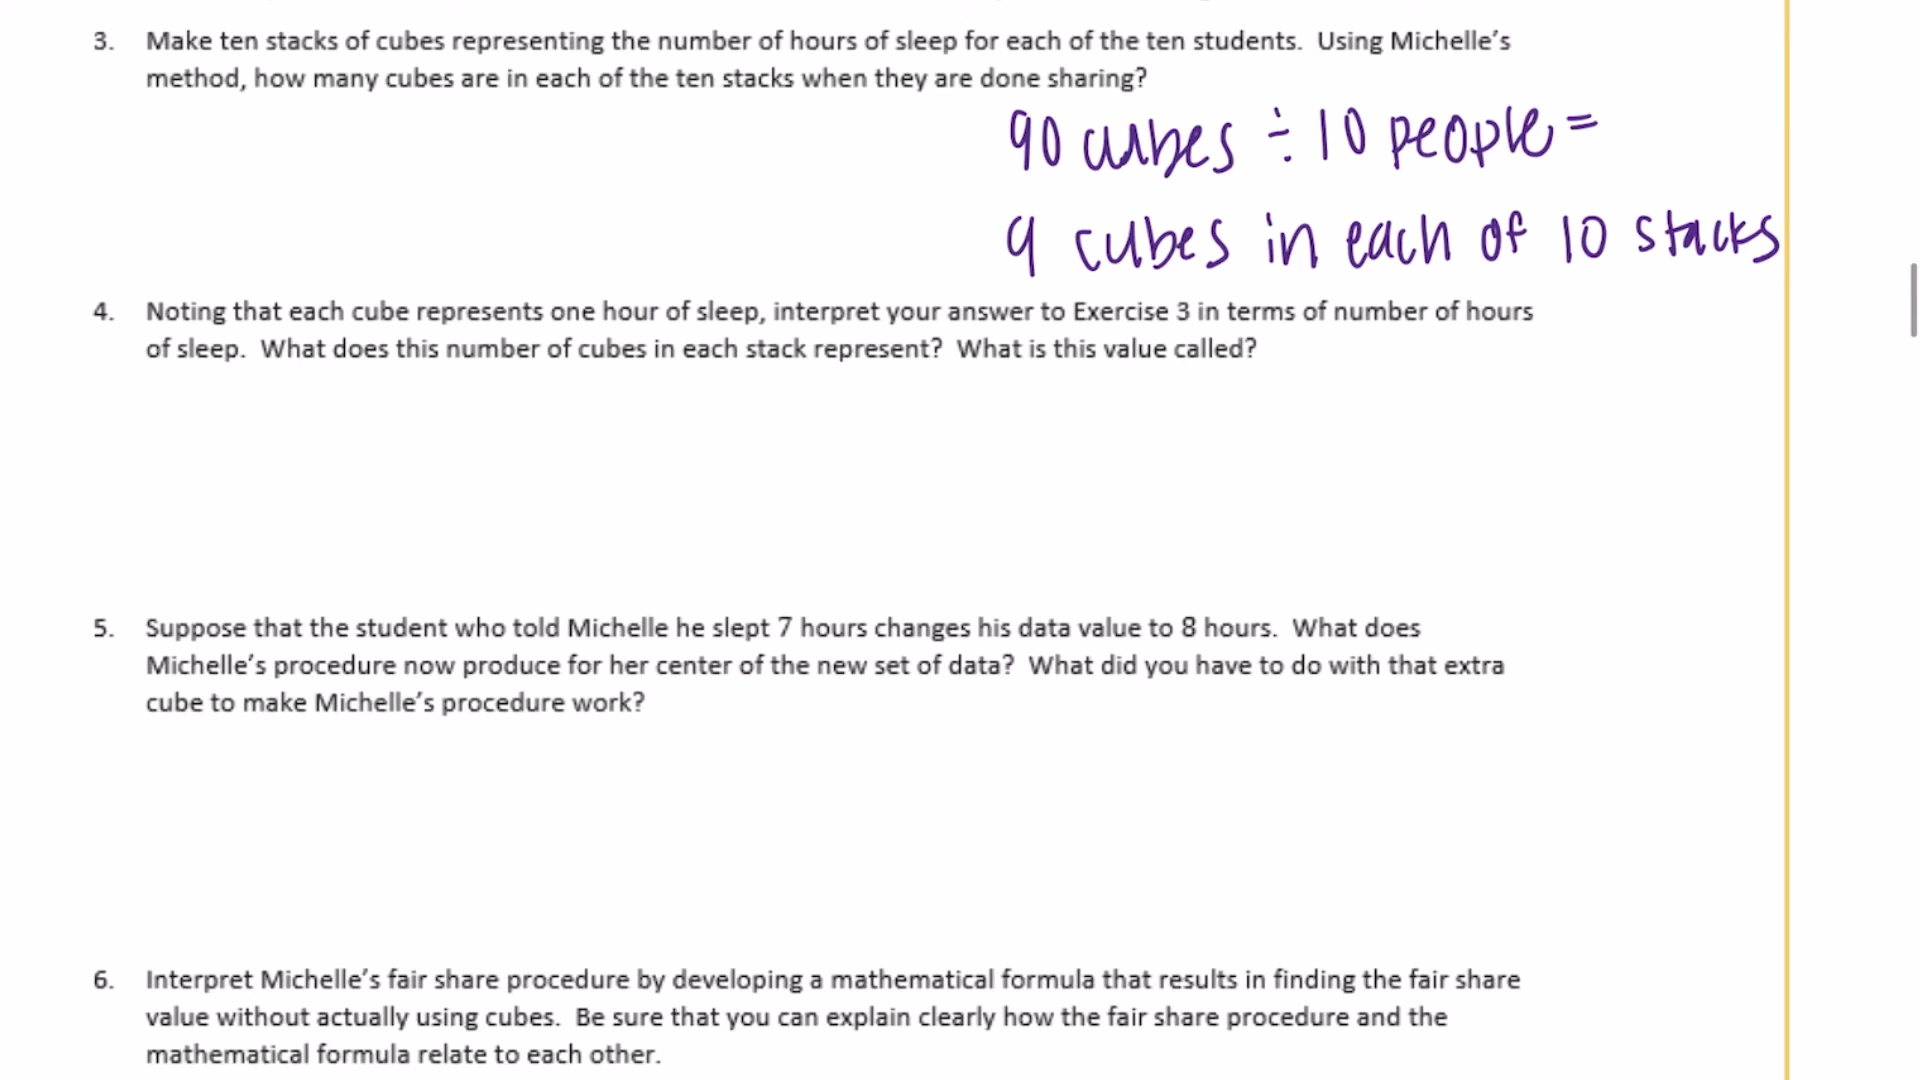 3. Make ten stacks of cubes representing the number of hours of sleep for each of the ten students. Using Michelle's
method, how many cubes are in each of the ten stacks when they are done sharing?
90 cubes ÷ 10 people =
9 cubes in each of 10 stacks
4. Noting that each cube represents one hour of sleep, interpret your answer to Exercise 3 in terms of number of hours
of sleep. What does this number of cubes in each stack represent? What is this value called?
5. Suppose that the student who told Michelle he slept 7 hours changes his data value to 8 hours. What does
Michelle's procedure now produce for her center of the new set of data? What did you have to do with that extra
cube to make Michelle's procedure work?
6. Interpret Michelle's fair share procedure by developing a mathematical formula that results in finding the fair share
value without actually using cubes. Be sure that you can explain clearly how the fair share procedure and the
mathematical formula relate to each other.